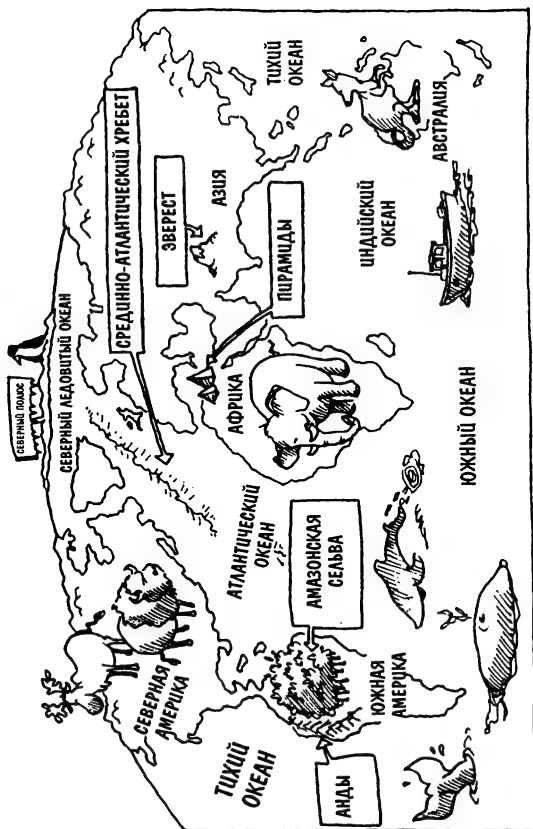 СЕВЕРНЫЙ ПОЛЮС
СЕВЕРНЫЙ ЛЕДОВИТЫЙ ОКЕАН
СРЕДИННО-АТЛАНТИЧЕСКИЙ ХРЕБЕТ
СЕВЕРНАЯ
АМЕРИКА
ЭВЕРЕСТ
АЗИЯ
ТИХИЙ
ОКЕАН
ТИХИЙ
ОКЕАН
АТЛАНТИЧЕСКИЙ
ОКЕАН
АФРИКА
ПИРАМИДЫ
АМАЗОНСКАЯ
СЕЛЬВА
ИНДИЙСКИЙ
ОКЕАН
АНДЫ
ЮЖНАЯ
АМЕРИКА
АВСТРАЛИЯ
ЮЖНЫЙ ОКЕАН